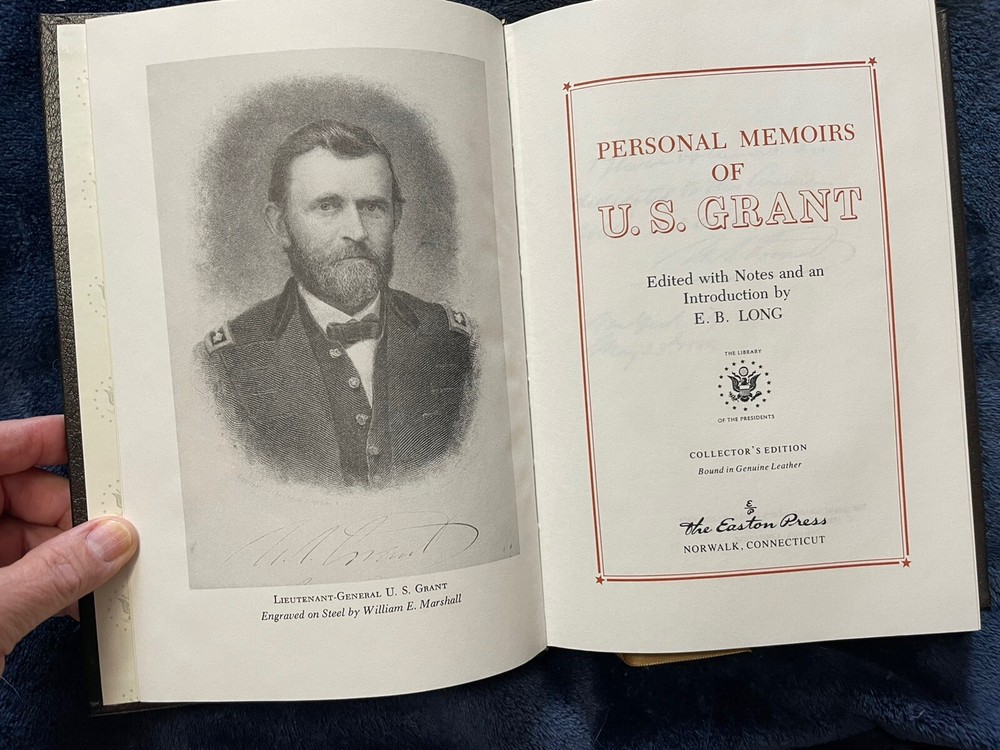 U. S. Grant
LIEUTENANT-GENERAL U. S. GRANT
Engraved on Steel by William E. Marshall
PERSONAL MEMOIRS
OF
U. S. GRANT
Edited with Notes and an
Introduction by
E. B. LONG
THE LIBRARY
OF THE PRESIDENTS
COLLECTOR'S EDITION
Bound in Genuine Leather
The Easton Press
NORWALK, CONNECTICUT